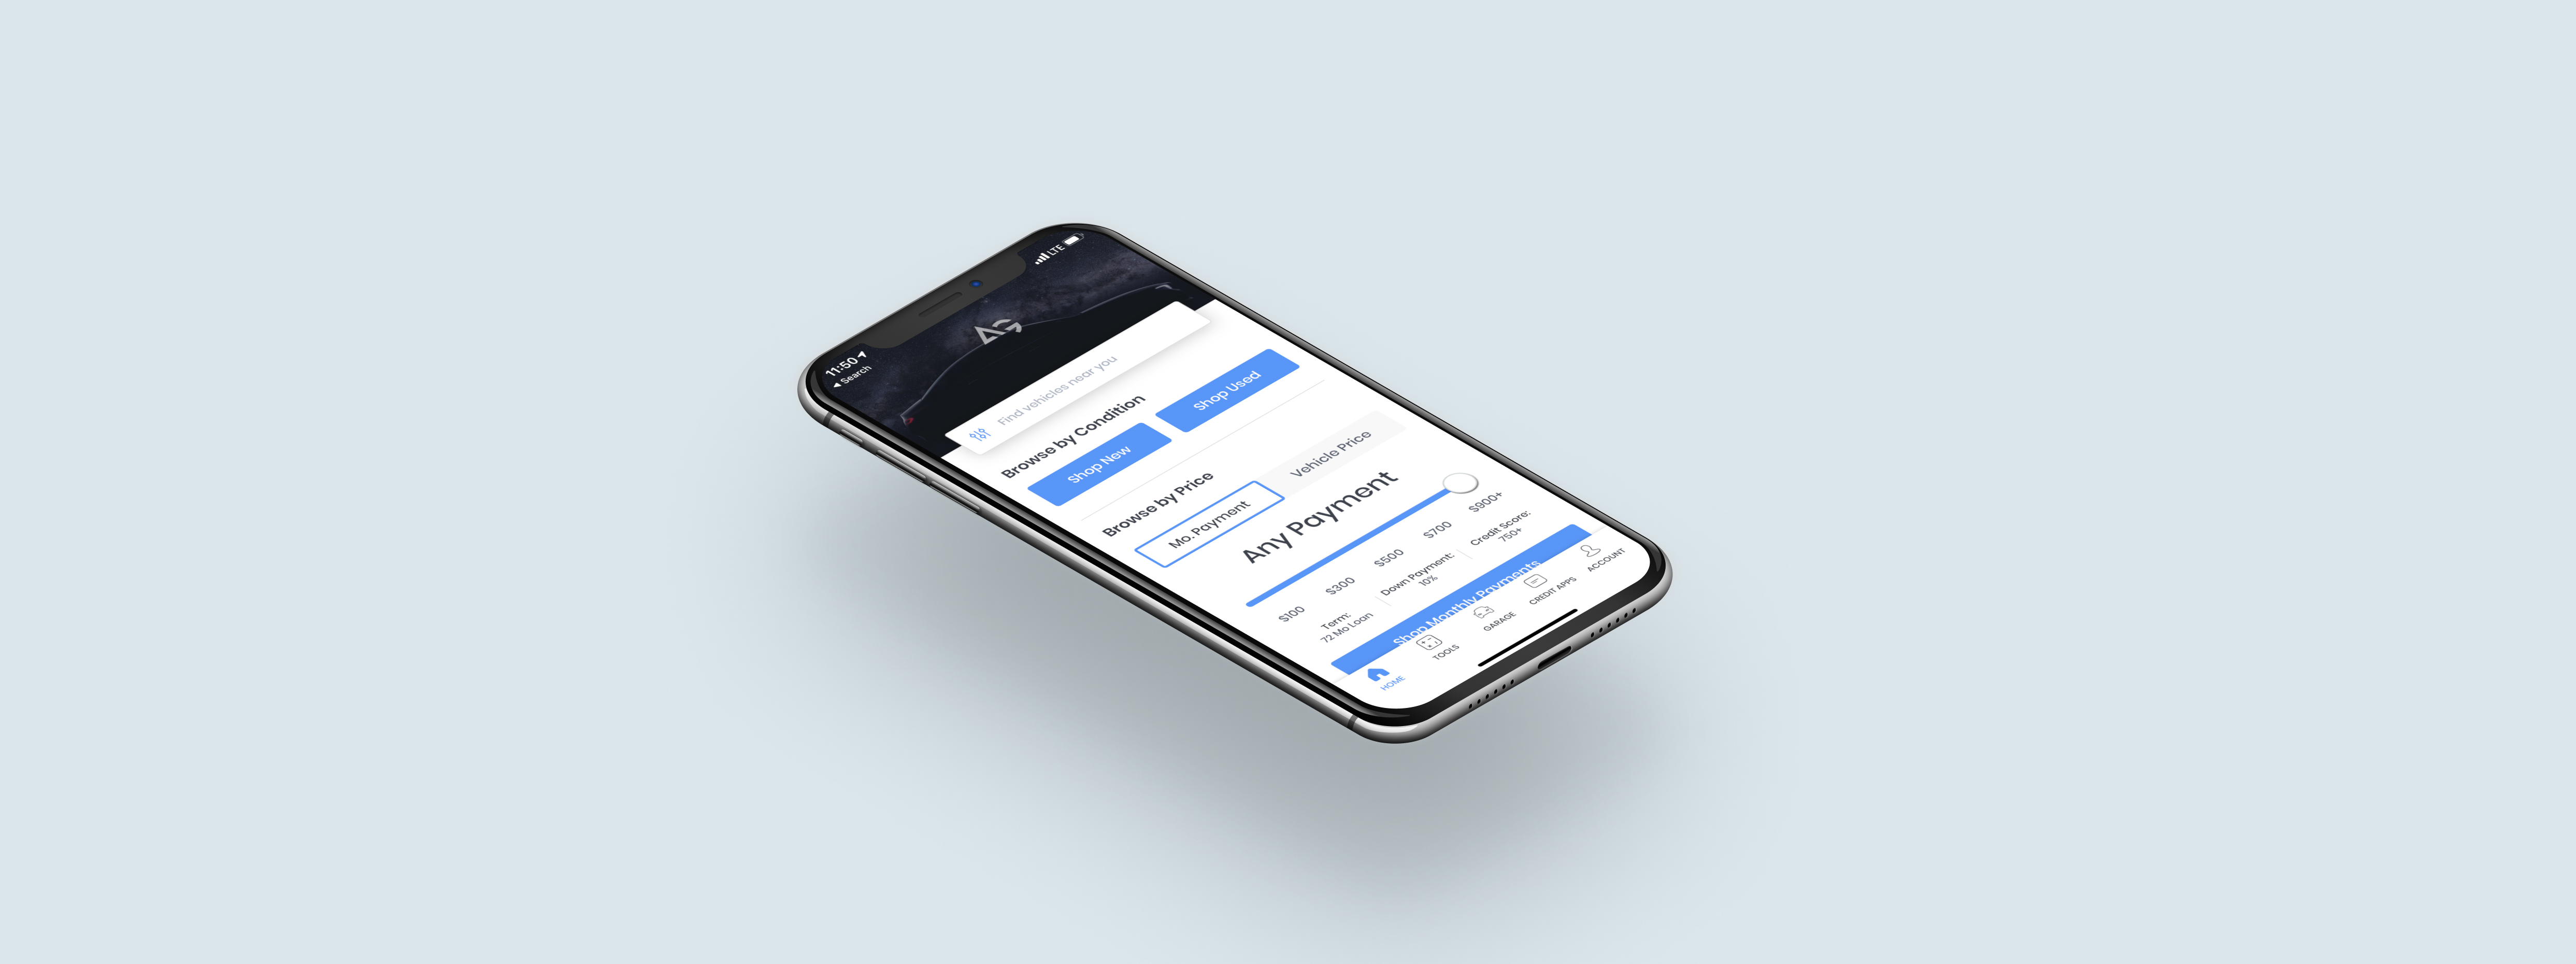 11:50
LTE
Search
AG
Find vehicles near you
Browse by Condition
Shop New
Shop Used
Browse by Price
Mo. Payment
Vehicle Price
Any Payment
$100
$300
$500
$700
$900+
Term:
72 Mo Loan
Down Payment:
10%
Credit Score:
750+
Shop Monthly Payments
HOME
TOOLS
GARAGE
CREDIT APPS
ACCOUNT